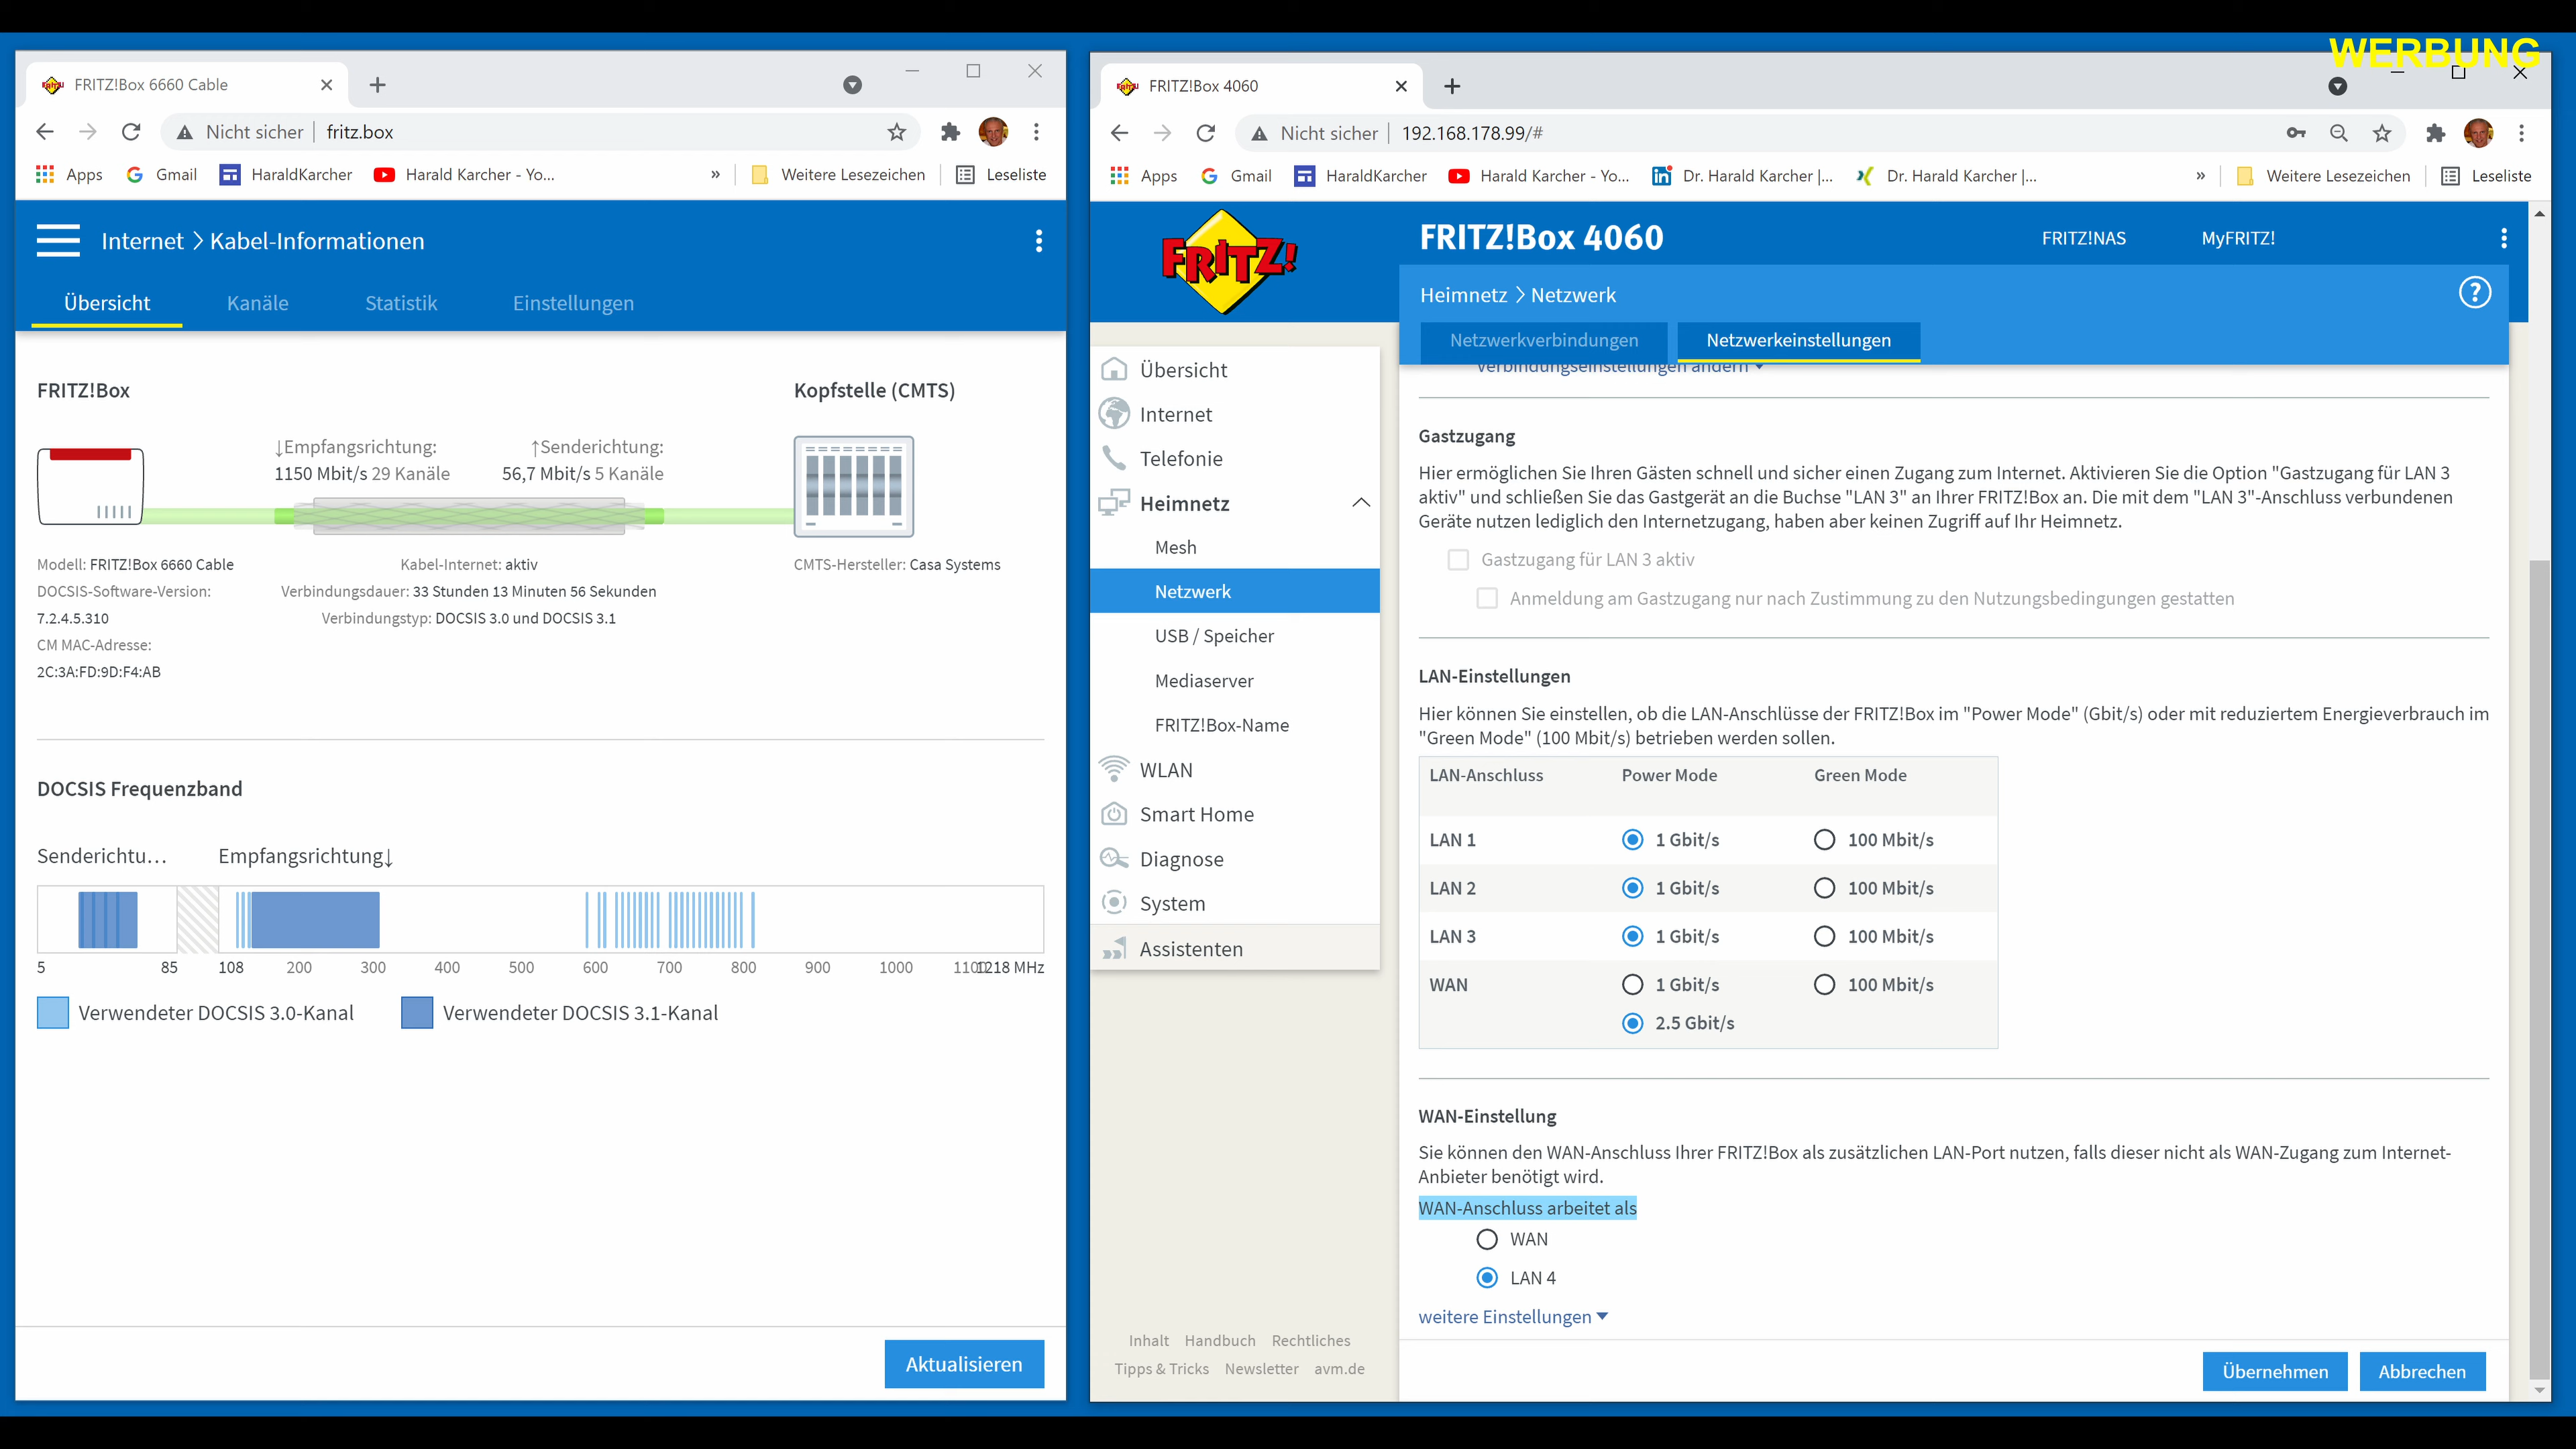 WERBUNG
FRITZ!Box 6660 Cable
Nicht sicher fritz.box
Apps Gmail HaraldKarcher Harald Karcher - Yo... » Weitere Lesezeichen Leseliste
Internet > Kabel-Informationen
Übersicht Kanäle Statistik Einstellungen
FRITZ!Box Kopfstelle (CMTS)
↓Empfangsrichtung: ↑Senderichtung:
1150 Mbit/s 29 Kanäle 56,7 Mbit/s 5 Kanäle
Modell: FRITZ!Box 6660 Cable Kabel-Internet: aktiv CMTS-Hersteller: Casa Systems
DOCSIS-Software-Version: Verbindungsdauer: 33 Stunden 13 Minuten 56 Sekunden
7.2.4.5.310 Verbindungstyp: DOCSIS 3.0 und DOCSIS 3.1
CM MAC-Adresse:
2C:3A:FD:9D:F4:AB
DOCSIS Frequenzband
Senderichtu... Empfangsrichtung↓
5 85 108 200 300 400 500 600 700 800 900 1000 1100 1218 MHz
Verwendeter DOCSIS 3.0-Kanal Verwendeter DOCSIS 3.1-Kanal
Aktualisieren
FRITZ!Box 4060
Nicht sicher 192.168.178.99/#
Apps Gmail HaraldKarcher Harald Karcher - Yo... Dr. Harald Karcher |... Dr. Harald Karcher |... » Weitere Lesezeichen Leseliste
FRITZ!
FRITZ!Box 4060 FRITZ!NAS MyFRITZ!
Heimnetz > Netzwerk ?
Netzwerkverbindungen Netzwerkeinstellungen
Übersicht
Internet
Telefonie
Heimnetz
Mesh
Netzwerk
USB / Speicher
Mediaserver
FRITZ!Box-Name
WLAN
Smart Home
Diagnose
System
Assistenten
Inhalt Handbuch Rechtliches
Tipps & Tricks Newsletter avm.de
Verbindungseinstellungen ändern
Gastzugang
Hier ermöglichen Sie Ihren Gästen schnell und sicher einen Zugang zum Internet. Aktivieren Sie die Option "Gastzugang für LAN 3
aktiv" und schließen Sie das Gastgerät an die Buchse "LAN 3" an Ihrer FRITZ!Box an. Die mit dem "LAN 3"-Anschluss verbundenen
Geräte nutzen lediglich den Internetzugang, haben aber keinen Zugriff auf Ihr Heimnetz.
Gastzugang für LAN 3 aktiv
Anmeldung am Gastzugang nur nach Zustimmung zu den Nutzungsbedingungen gestatten
LAN-Einstellungen
Hier können Sie einstellen, ob die LAN-Anschlüsse der FRITZ!Box im "Power Mode" (Gbit/s) oder mit reduziertem Energieverbrauch im
"Green Mode" (100 Mbit/s) betrieben werden sollen.
LAN-Anschluss Power Mode Green Mode
LAN 1 1 Gbit/s 100 Mbit/s
LAN 2 1 Gbit/s 100 Mbit/s
LAN 3 1 Gbit/s 100 Mbit/s
WAN 1 Gbit/s 100 Mbit/s
2.5 Gbit/s
WAN-Einstellung
Sie können den WAN-Anschluss Ihrer FRITZ!Box als zusätzlichen LAN-Port nutzen, falls dieser nicht als WAN-Zugang zum Internet-
Anbieter benötigt wird.
WAN-Anschluss arbeitet als
WAN
LAN 4
weitere Einstellungen
Übernehmen Abbrechen